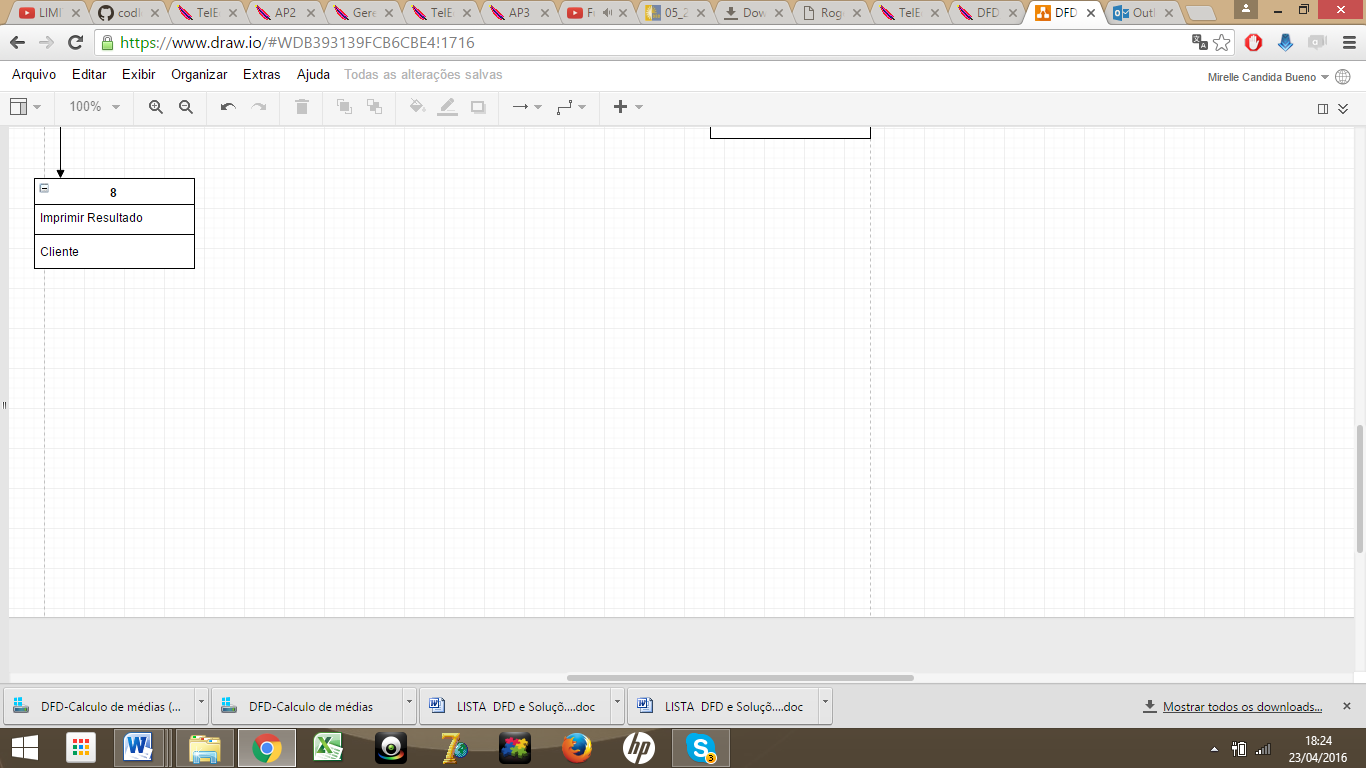 LIMI
codl
TelE
AP2
Gere
TelE
AP3
Fo
05_2
Dow
Rog
TelE
DFD
DFD
Outl
https://www.draw.io/#WDB393139FCB6CBE4!1716
Arquivo Editar Exibir Organizar Extras Ajuda Todas as alterações salvas
Mirelle Candida Bueno
100%
8
Imprimir Resultado
Cliente
DFD-Calculo de médias (...
DFD-Calculo de médias
LISTA DFD e Soluçõ....doc
LISTA DFD e Soluçõ....doc
Mostrar todos os downloads...
18:24
23/04/2016